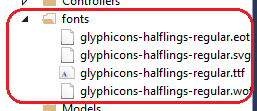 Controllers
fonts
glyphicons-halflings-regular.eot
glyphicons-halflings-regular.svg
glyphicons-halflings-regular.ttf
glyphicons-halflings-regular.wof
Models